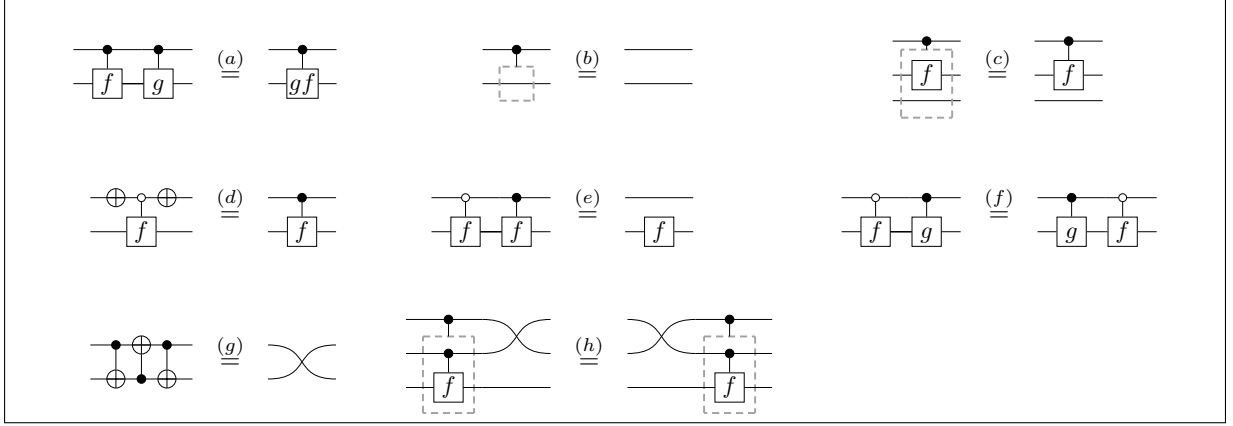 f g (a) = gf (b) = f (c) = f
f (d) = f f f (e) = f f g (f) = g f
(g) = f (h) = f